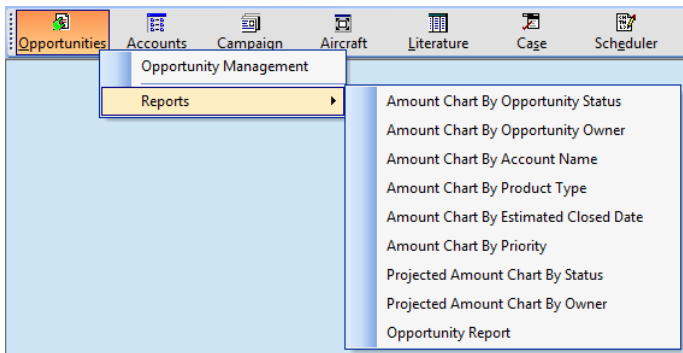 Opportunities Accounts Campaign Aircraft Literature Case Scheduler
Opportunity Management
Reports
Amount Chart By Opportunity Status
Amount Chart By Opportunity Owner
Amount Chart By Account Name
Amount Chart By Product Type
Amount Chart By Estimated Closed Date
Amount Chart By Priority
Projected Amount Chart By Status
Projected Amount Chart By Owner
Opportunity Report